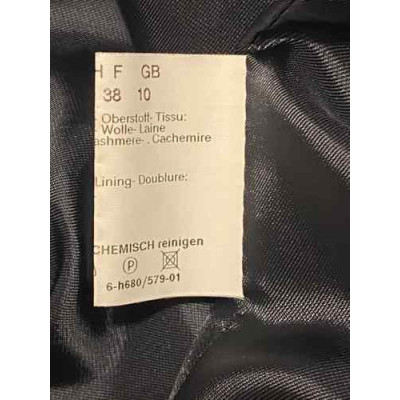 H F GB
38 10
- Oberstoff- Tissu:
Wolle- Laine
ashmere- . Cachemire
Lining- Doublure:
CHEMISCH reinigen
P
6-h680/579-01